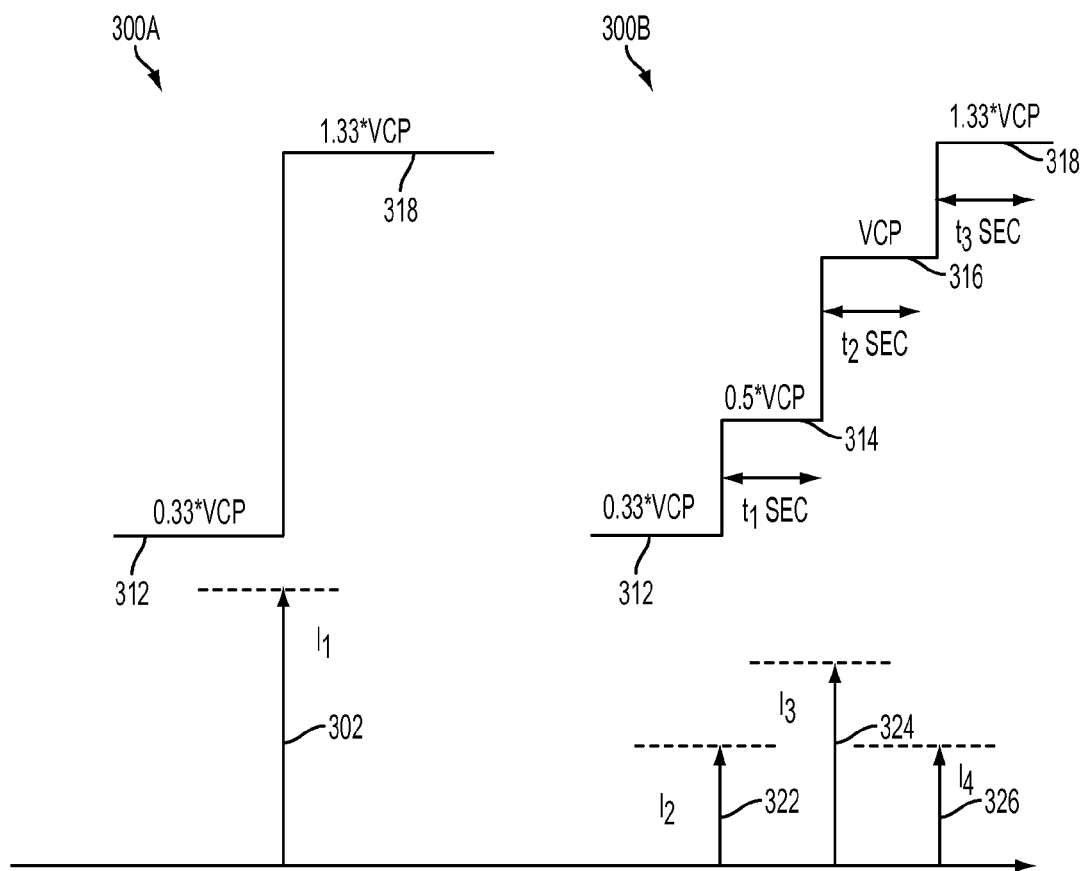 300A
300B
1.33*VCP
318
1.33*VCP
318
t3 SEC
VCP
316
t2 SEC
0.5*VCP
314
t1 SEC
0.33*VCP
312
0.33*VCP
312
I1
302
I3
324
I2
322
I4
326